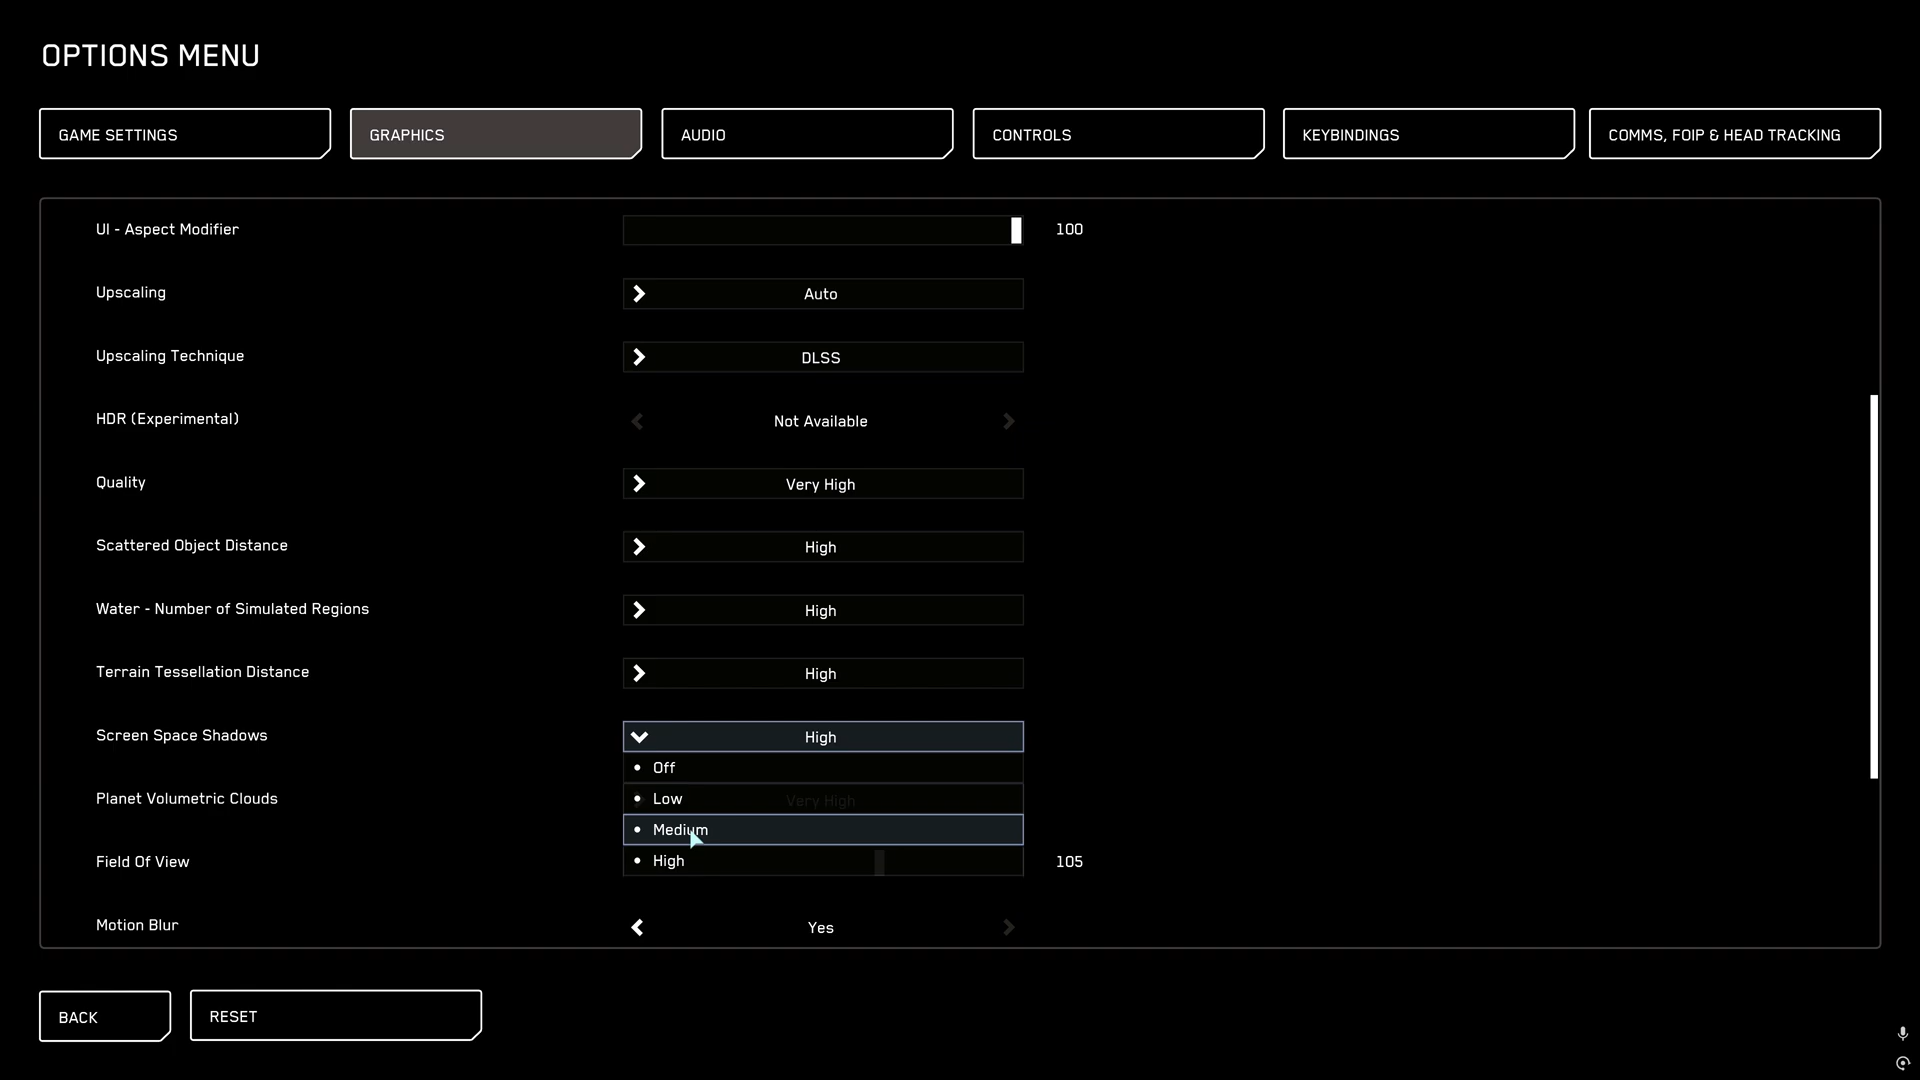 OPTIONS MENU
GAME SETTINGS
GRAPHICS
AUDIO
CONTROLS
KEYBINDINGS
COMMS, FOIP & HEAD TRACKING
UI - Aspect Modifier
100
Upscaling
Auto
Upscaling Technique
DLSS
HDR (Experimental)
Not Available
Quality
Very High
Scattered Object Distance
High
Water - Number of Simulated Regions
High
Terrain Tessellation Distance
High
Screen Space Shadows
High
Off
Planet Volumetric Clouds
Low
Very High
Medium
Field Of View
High
105
Motion Blur
Yes
BACK
RESET